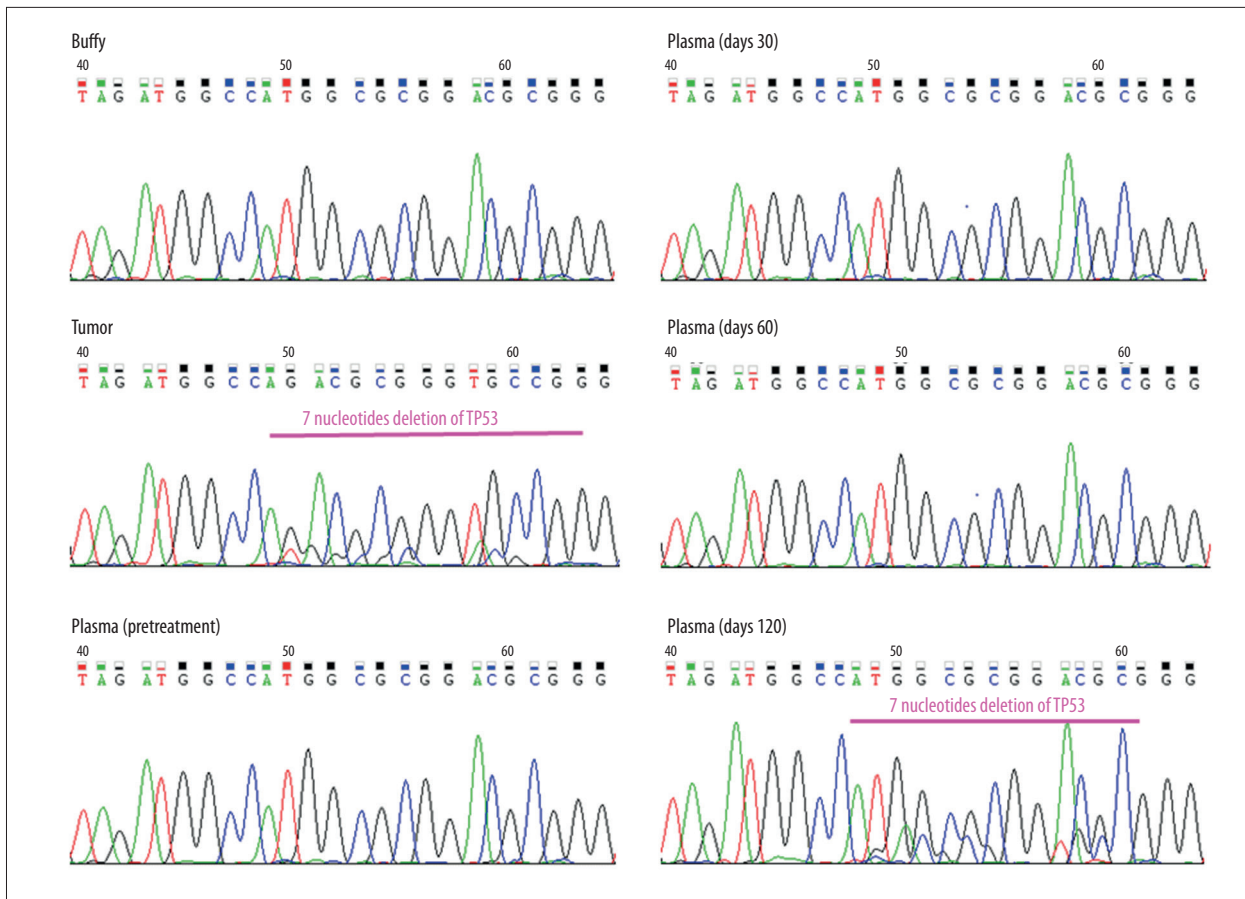 Buffy
40 50 60
T A G A T G G C C A T G G C G C G G A C G C G G G
Plasma (days 30)
40 50 60
T A G A T G G C C A T G G C G C G G A C G C G G G
Tumor
40 50 60
T A G A T G G C C A G A C G C G G G T G C C G G G
7 nucleotides deletion of TP53
Plasma (days 60)
40 50 60
T A G A T G G C C A T G G C G C G G A C G C G G G
Plasma (pretreatment)
40 50 60
T A G A T G G C C A T G G C G C G G A C G C G G G
Plasma (days 120)
40 50 60
T A G A T G G C C A T G G C G C G G A C G C G G G
7 nucleotides deletion of TP53